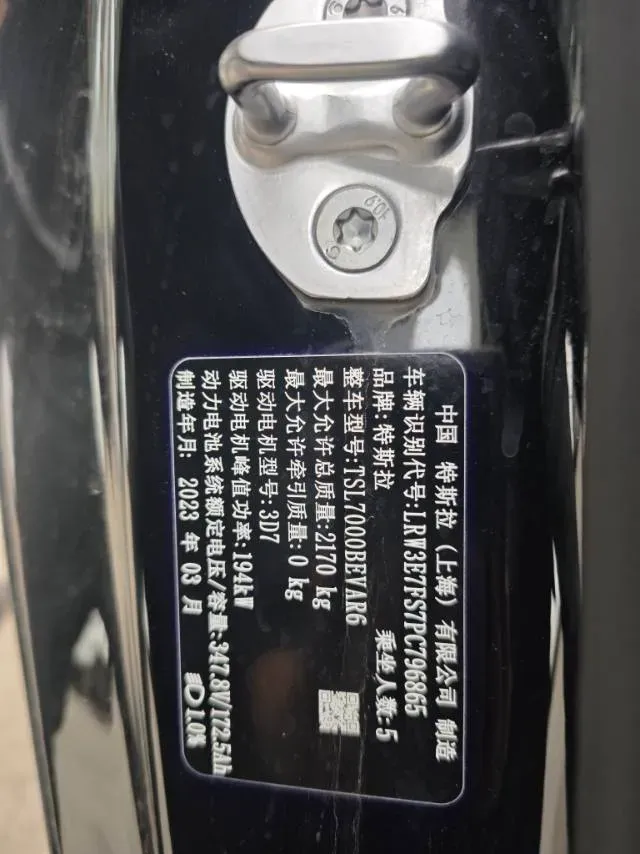 10.9
中国 特斯拉（上海）有限公司 制造
车辆识别代号:LRW3E7FS7PC796865
品牌:特斯拉 乘坐人数:5
整车型号:TSL7000BEVAR6
最大允许总质量:2170 kg
最大允许牵引质量:0 kg
驱动电机型号:3D7
驱动电机峰值功率:194kW
动力电池系统额定电压/容量:347.8V/172.5Ah
制造年月: 2023 年 03 月 1.0%